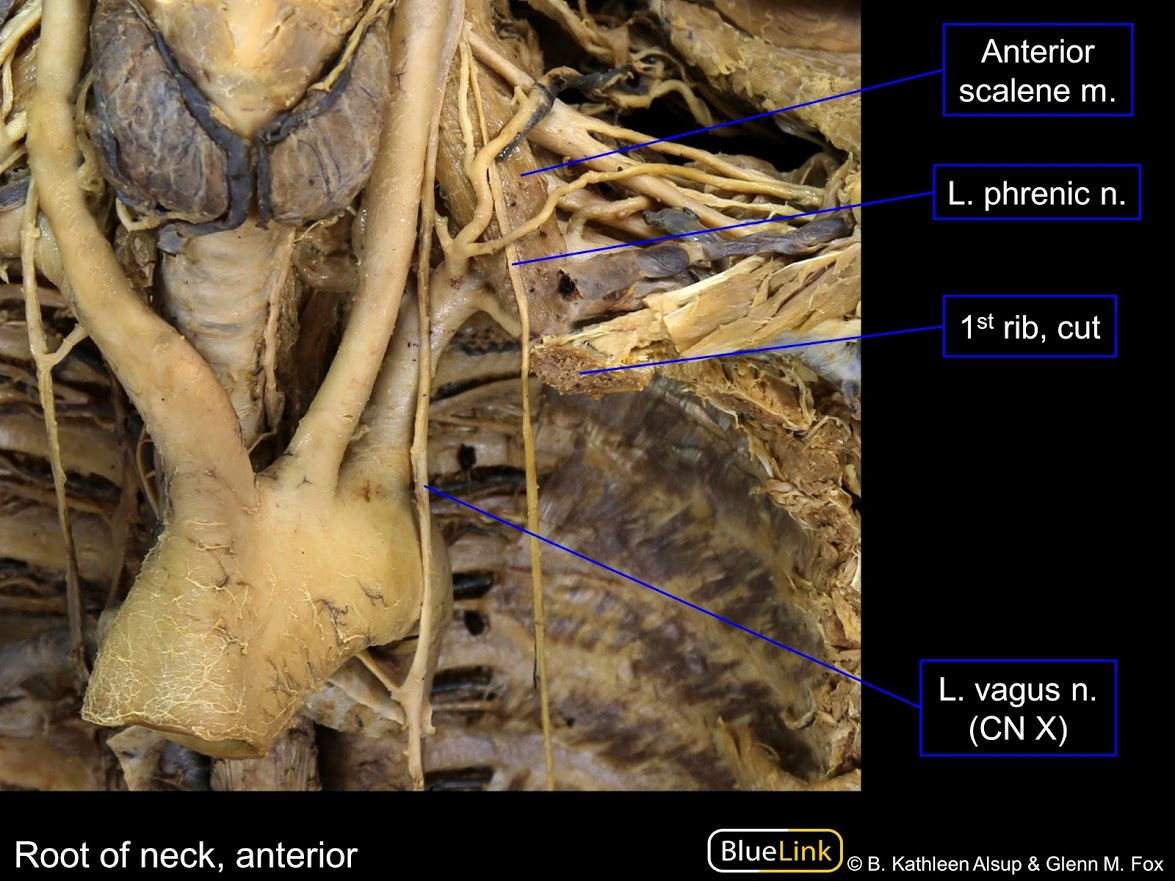 Anterior
scalene m.
L. phrenic n.
1st rib, cut
L. vagus n.
(CN X)
Root of neck, anterior
BlueLink © B. Kathleen Alsup & Glenn M. Fox